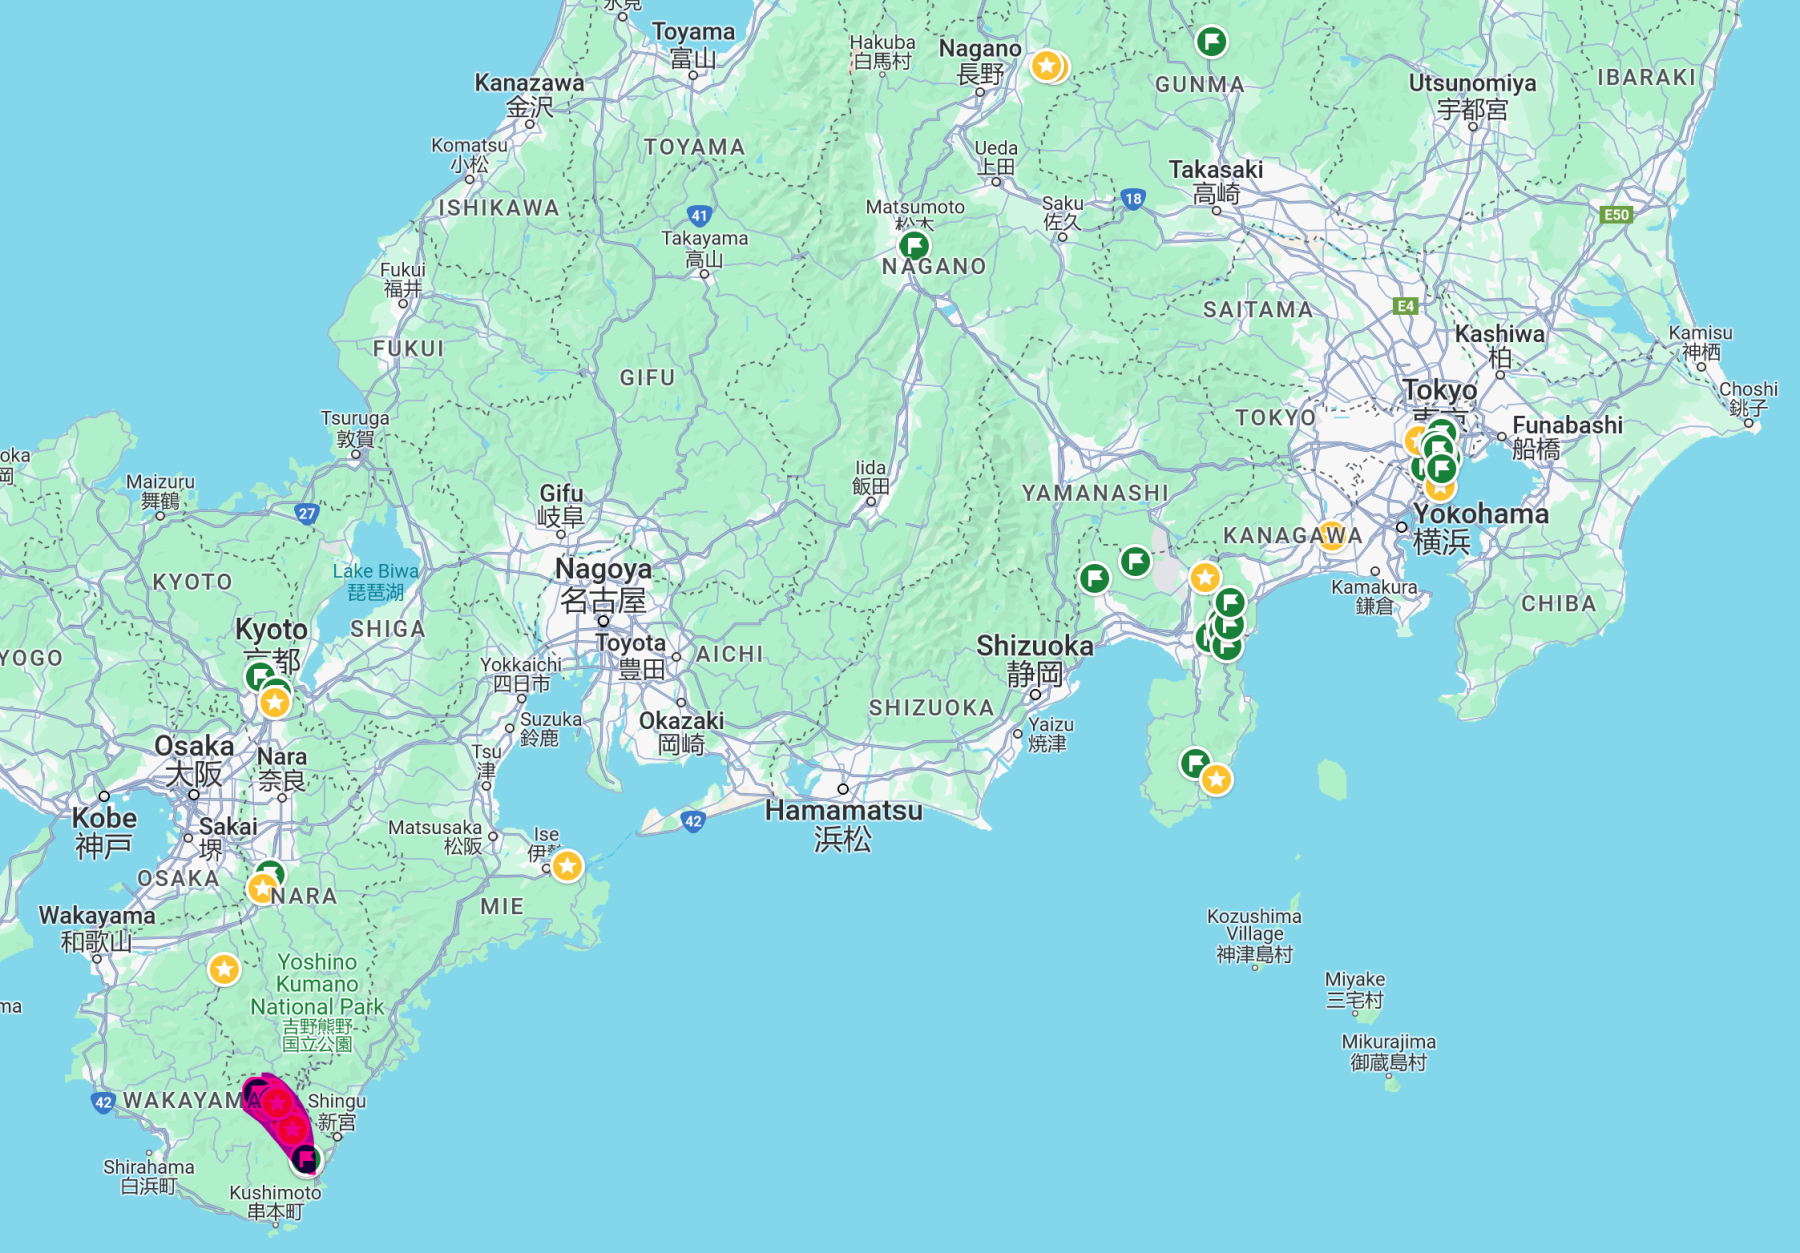 Toyama
富山
Hakuba
白馬村
Nagano
長野
GUNMA
Utsunomiya
宇都宮
IBARAKI
Kanazawa
金沢
Komatsu
小松
TOYAMA
Ueda
上田
Takasaki
高崎
18
ISHIKAWA
41
Matsumoto
Saku
佐久
E50
Takayama
高山
NAGANO
Fukui
福井
SAITAMA
E4
Kashiwa
柏
Kamisu
神栖
FUKUI
GIFU
Tokyo
Choshi
銚子
TOKYO
Funabashi
船橋
Tsuruga
敦賀
oka
岡
Maizuru
舞鶴
27
Gifu
岐阜
Iida
飯田
YAMANASHI
KANAGAWA
Yokohama
横浜
KYOTO
Lake Biwa
琵琶湖
Nagoya
名古屋
Kamakura
鎌倉
CHIBA
Kyoto
京都
SHIGA
YOGO
Toyota
豊田
AICHI
Yokkaichi
四日市
Shizuoka
静岡
SHIZUOKA
Okazaki
岡崎
Suzuka
鈴鹿
Yaizu
焼津
Osaka
大阪
Nara
奈良
Tsu
津
Kobe
神戸
Sakai
堺
Matsusaka
松阪
Ise
42
Hamamatsu
浜松
OSAKA
NARA
MIE
Wakayama
和歌山
Kozushima
Village
神津島村
Yoshino
Kumano
National Park
吉野熊野
国立公園
Miyake
三宅村
ma
Mikurajima
御蔵島村
42
WAKAYAMA
Shingu
新宮
Shirahama
白浜町
Kushimoto
串本町